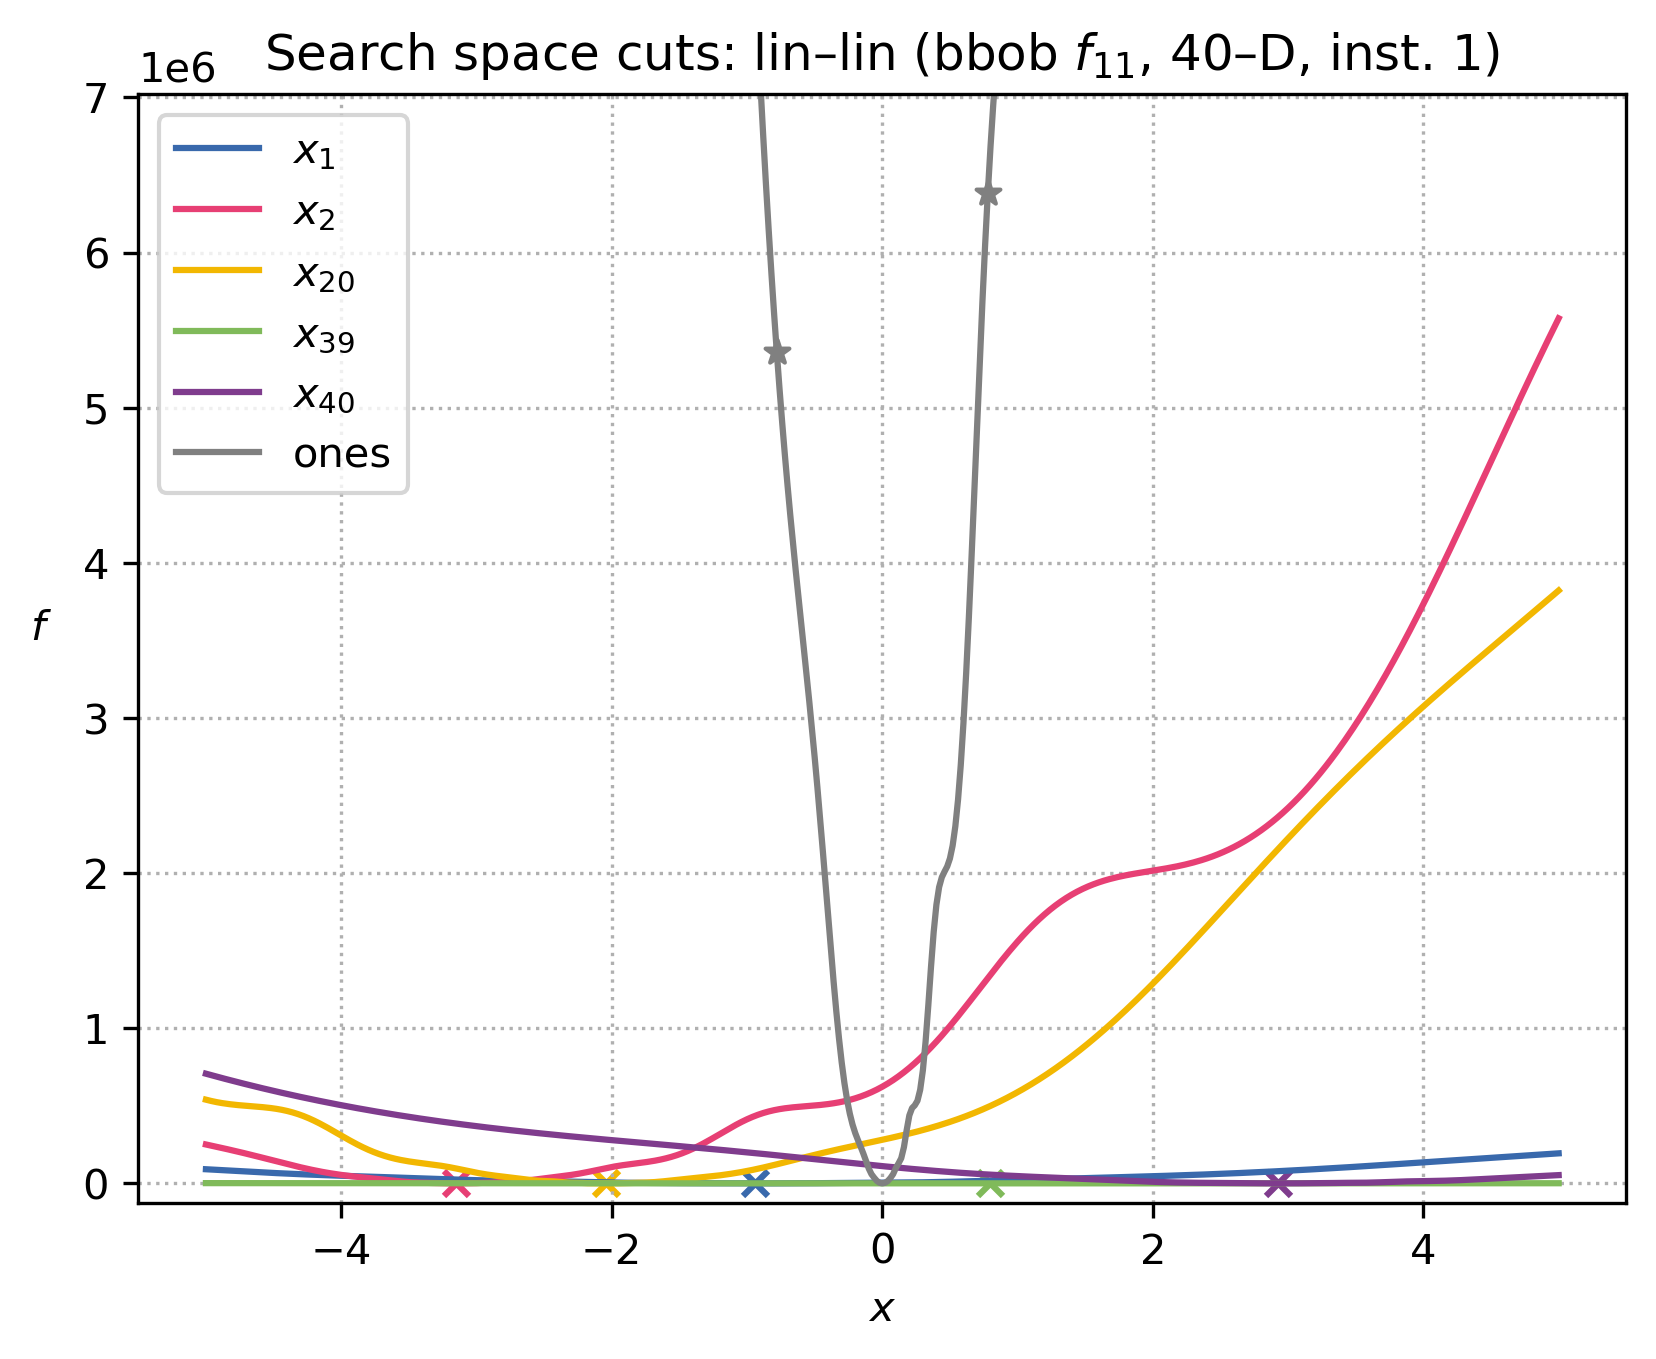 Search space cuts: lin–lin (bbob f11, 40–D, inst. 1)
1e6
7
6
5
4
3
2
1
0
f
x1
x2
x20
x39
x40
ones
−4 −2 0 2 4
x